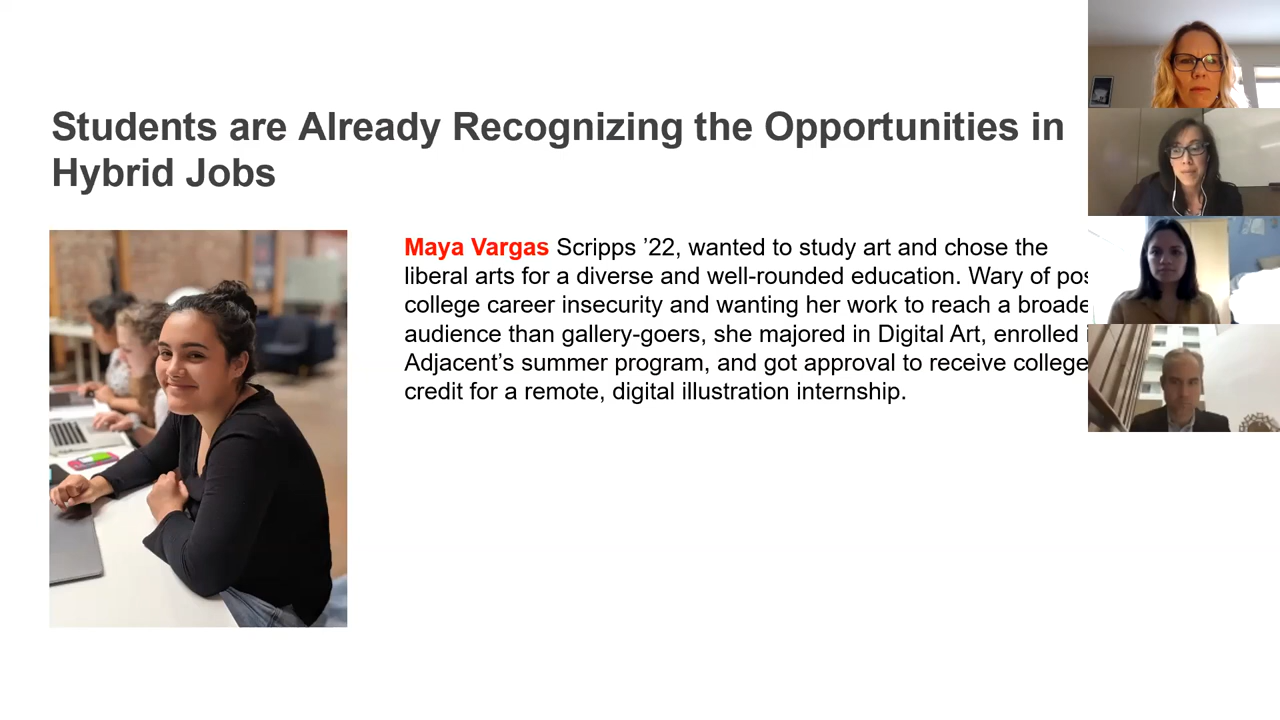 Students are Already Recognizing the Opportunities in
Hybrid Jobs
Maya Vargas Scripps ’22, wanted to study art and chose the
liberal arts for a diverse and well-rounded education. Wary of
college career insecurity and wanting her work to reach a
audience than gallery-goers, she majored in Digital Art, enrolled
Adjacent’s summer program, and got approval to receive college
credit for a remote, digital illustration internship.